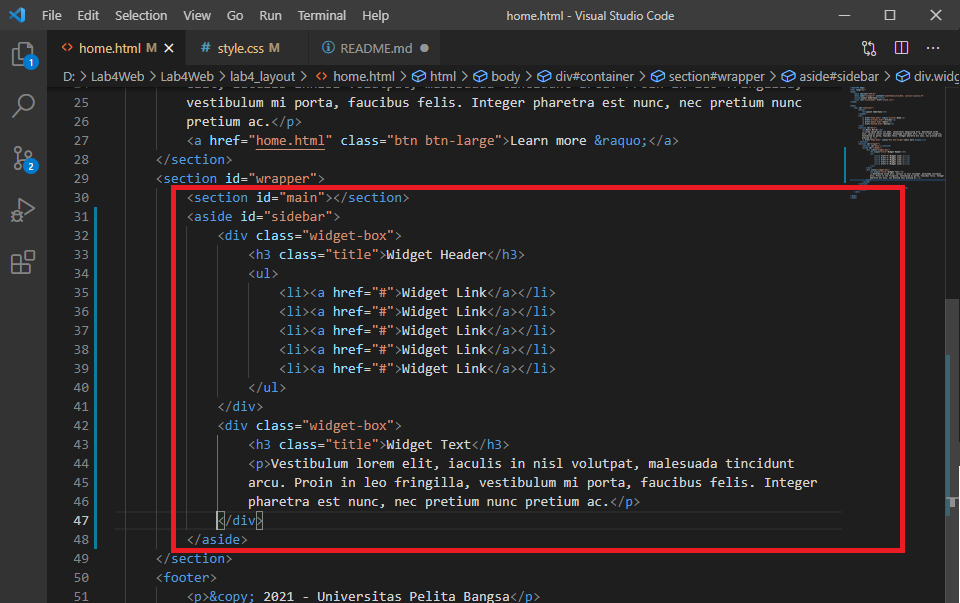 File Edit Selection View Go Run Terminal Help home.html - Visual Studio Code
home.html M style.css M README.md
D: > Lab4Web > Lab4Web > lab4_layout > home.html > html > body > div#container > section#wrapper > aside#sidebar > div.widg
25 vestibulum mi porta, faucibus felis. Integer pharetra est nunc, nec pretium nunc
26 pretium ac.</p>
27 <a href="home.html" class="btn btn-large">Learn more &raquo;</a>
28 </section>
29 <section id="wrapper">
30 <section id="main"></section>
31 <aside id="sidebar">
32 <div class="widget-box">
33 <h3 class="title">Widget Header</h3>
34 <ul>
35 <li><a href="#">Widget Link</a></li>
36 <li><a href="#">Widget Link</a></li>
37 <li><a href="#">Widget Link</a></li>
38 <li><a href="#">Widget Link</a></li>
39 <li><a href="#">Widget Link</a></li>
40 </ul>
41 </div>
42 <div class="widget-box">
43 <h3 class="title">Widget Text</h3>
44 <p>Vestibulum lorem elit, iaculis in nisl volutpat, malesuada tincidunt
45 arcu. Proin in leo fringilla, vestibulum mi porta, faucibus felis. Integer
46 pharetra est nunc, nec pretium nunc pretium ac.</p>
47 </div>
48 </aside>
49 </section>
50 <footer>
51 <p>&copy; 2021 - Universitas Pelita Bangsa</p>
1
2